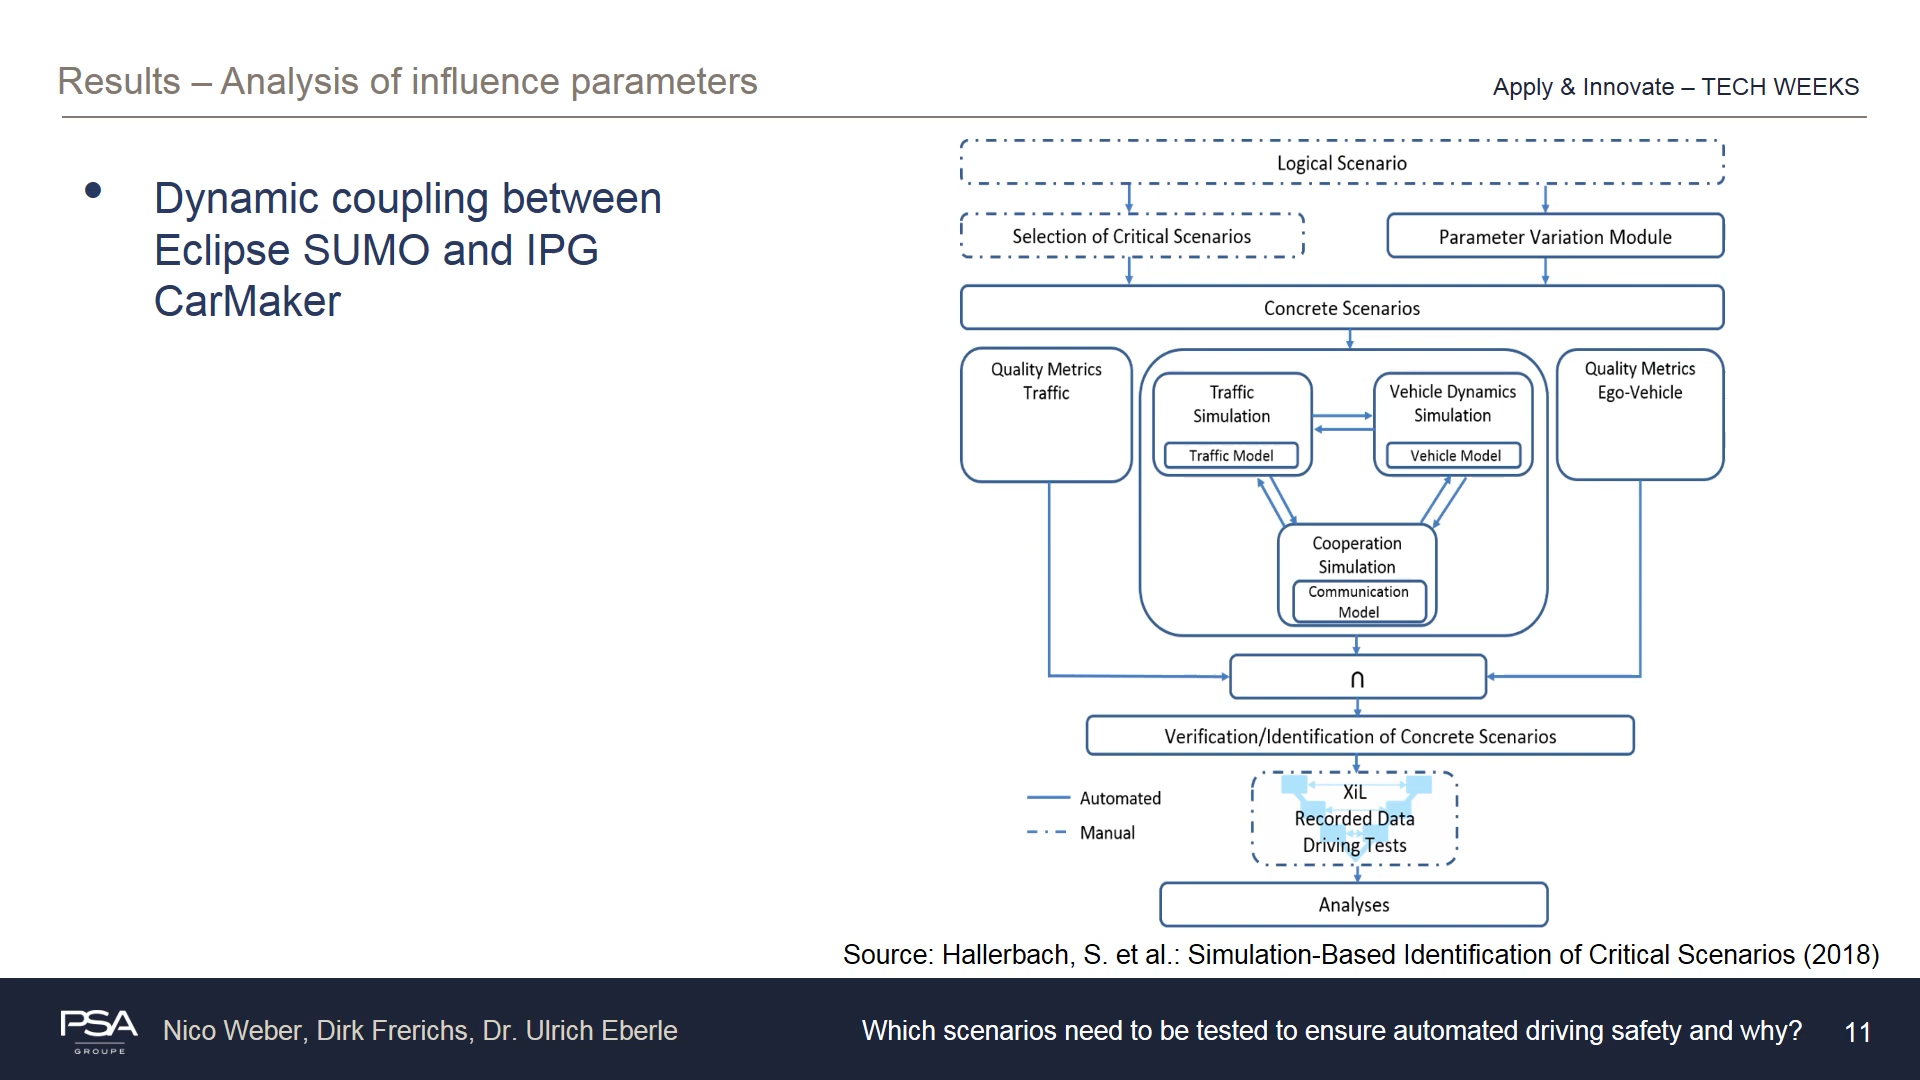 Results – Analysis of influence parameters
Apply & Innovate – TECH WEEKS
• Dynamic coupling between
Eclipse SUMO and IPG
CarMaker
Logical Scenario
Selection of Critical Scenarios
Parameter Variation Module
Concrete Scenarios
Quality Metrics
Traffic
Traffic
Simulation
Traffic Model
Vehicle Dynamics
Simulation
Vehicle Model
Quality Metrics
Ego-Vehicle
Cooperation
Simulation
Communication
Model
∩
Verification/Identification of Concrete Scenarios
Automated
Manual
XiL
Recorded Data
Driving Tests
Analyses
Source: Hallerbach, S. et al.: Simulation-Based Identification of Critical Scenarios (2018)
PSA
GROUPE
Nico Weber, Dirk Frerichs, Dr. Ulrich Eberle
Which scenarios need to be tested to ensure automated driving safety and why?
11